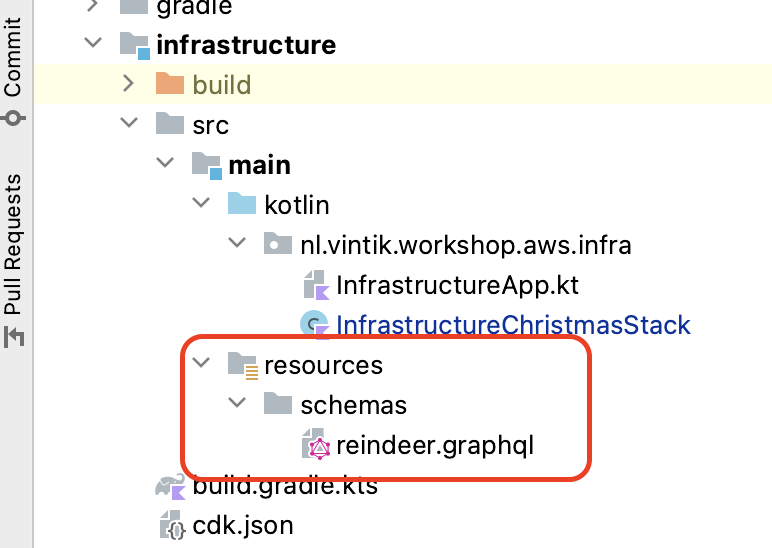 gradle
infrastructure
build
src
main
kotlin
nl.vintik.workshop.aws.infra
InfrastructureApp.kt
InfrastructureChristmasStack
resources
schemas
reindeer.graphql
build.gradle.kts
cdk.json
Commit
Pull Requests